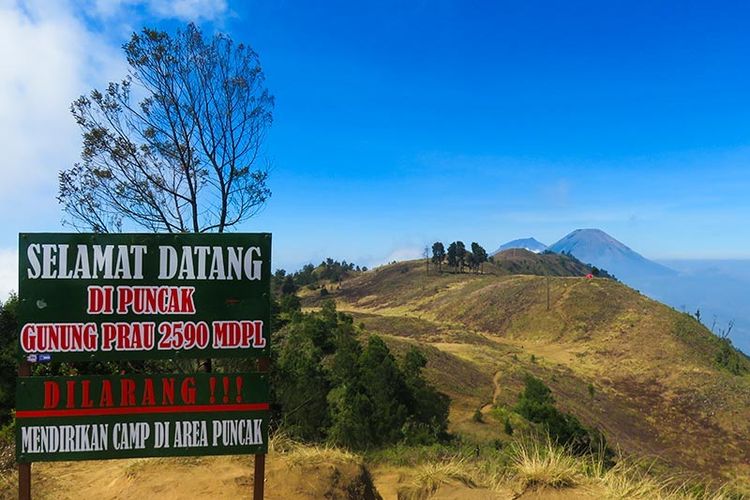 SELAMAT DATANG
DI PUNCAK
GUNUNG PRAU 2590 MDPL
DILARANG !!!
MENDIRIKAN CAMP DI AREA PUNCAK